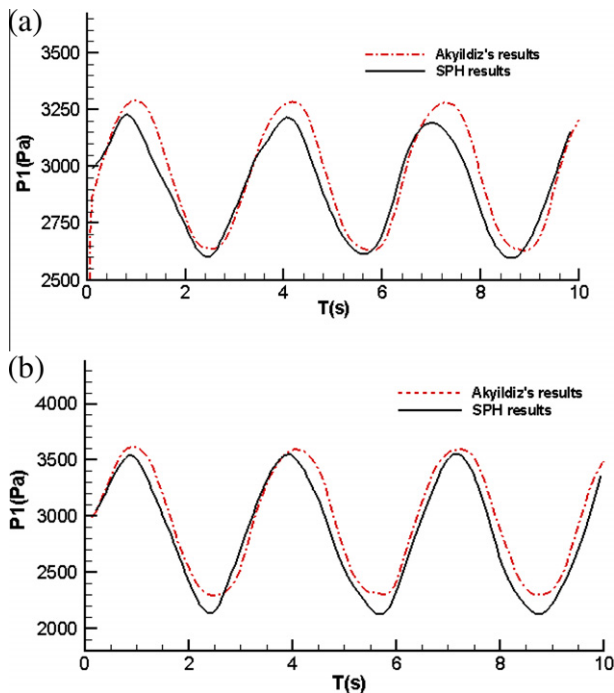 (a)
3500
3250
3000
2750
2500
P1(Pa)
Akyildiz's results
SPH results
0 2 4 6 8 10
T(s)
(b)
4000
3500
3000
2500
2000
P1(Pa)
Akyildiz's results
SPH results
0 2 4 6 8 10
T(s)